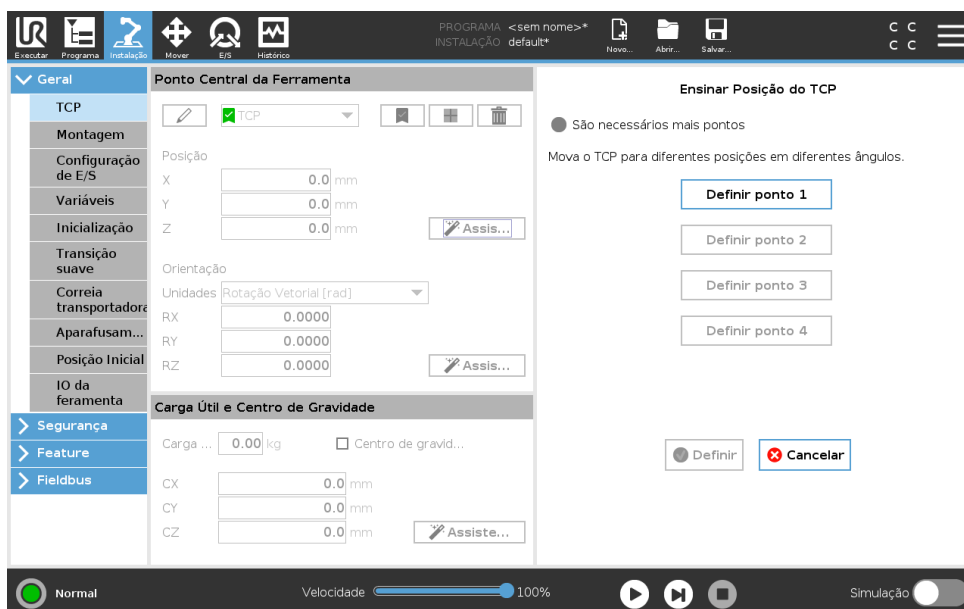 UR
PROGRAMA <sem nome>*
INSTALAÇÃO default*
Executar Programa Instalação Mover E/S Histórico Novo... Abrir... Salvar...
C C
C C
Geral
TCP
Montagem
Configuração
de E/S
Variáveis
Inicialização
Transição
suave
Correia
transportadora
Aparafusam...
Posição Inicial
IO da
feramenta
Segurança
Feature
Fieldbus
Ponto Central da Ferramenta
TCP
Posição
X 0.0 mm
Y 0.0 mm
Z 0.0 mm Assis...
Orientação
Unidades Rotação Vetorial [rad]
RX 0.0000
RY 0.0000
RZ 0.0000 Assis...
Carga Útil e Centro de Gravidade
Carga ... 0.00 kg Centro de gravid...
CX 0.0 mm
CY 0.0 mm
CZ 0.0 mm Assiste...
Ensinar Posição do TCP
São necessários mais pontos
Mova o TCP para diferentes posições em diferentes ângulos.
Definir ponto 1
Definir ponto 2
Definir ponto 3
Definir ponto 4
Definir Cancelar
Normal Velocidade 100% Simulação